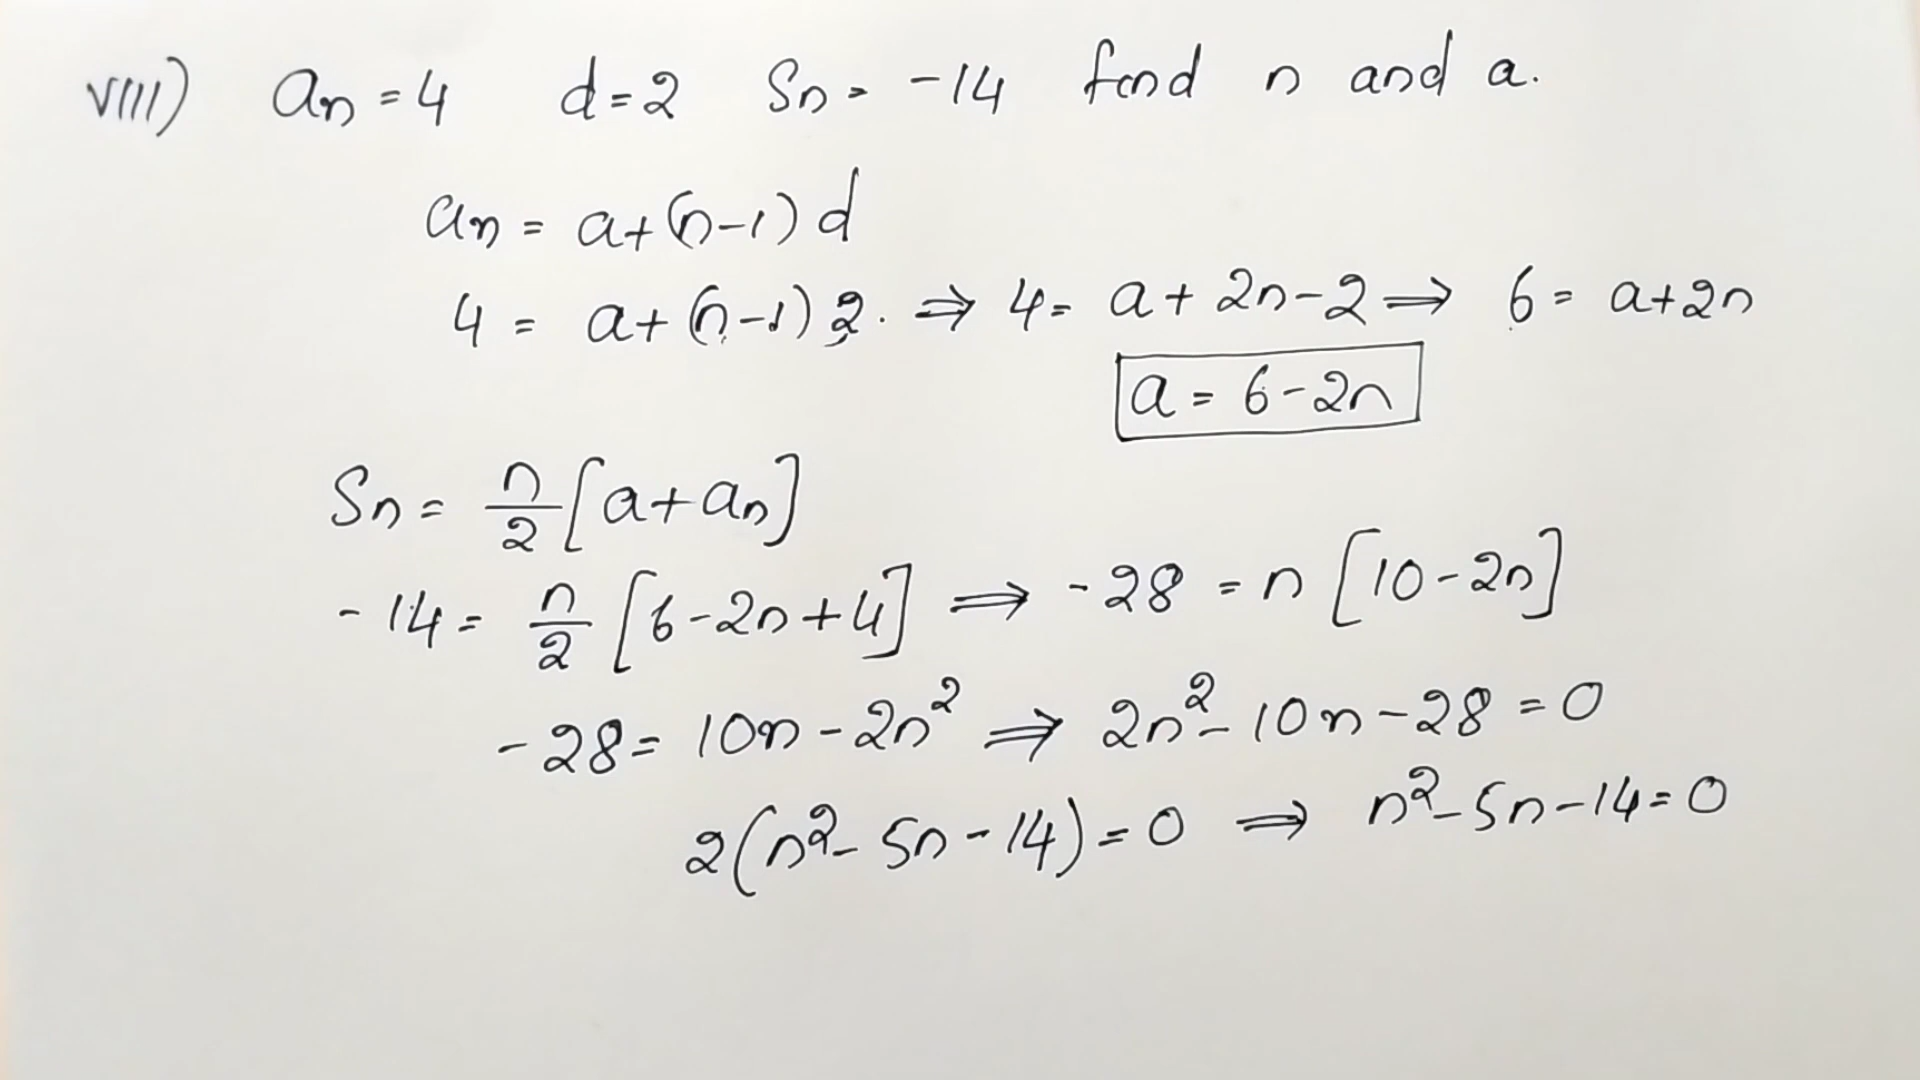 VIII) an = 4 d = 2 Sn = -14 find n and a.
an = a+(n-1) d
4 = a+(n-1) 2. ⇒ 4 = a+ 2n-2 ⇒ 6 = a+2n
a = 6-2n
Sn = n/2 [a+an]
-14 = n/2 [6-2n+4] ⇒ -28 = n [10-2n]
-28 = 10n-2n² ⇒ 2n²-10n-28 = 0
2(n²-5n-14) = 0 ⇒ n²-5n-14 = 0